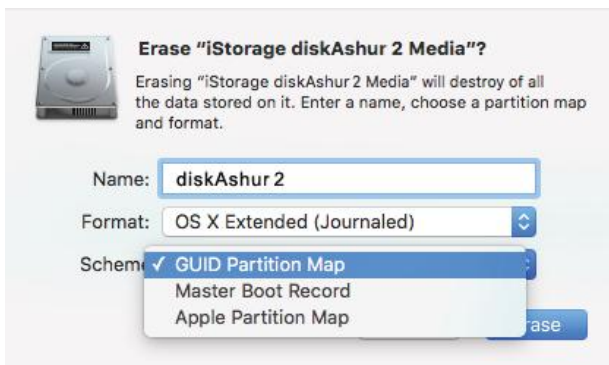 Erase “iStorage diskAshur 2 Media”?
Erasing “iStorage diskAshur 2 Media” will destroy of all
the data stored on it. Enter a name, choose a partition map
and format.
Name: diskAshur 2
Format: OS X Extended (Journaled)
Scheme ✓ GUID Partition Map
Master Boot Record
Apple Partition Map
rase